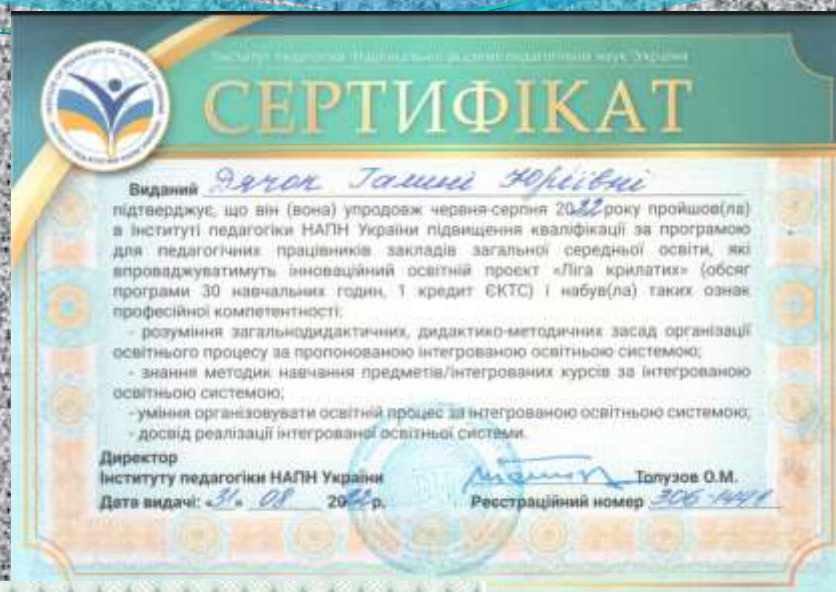 Інститут педагогіки Національної академії педагогічних наук України
СЕРТИФІКАТ
Виданий Дячок Галині Юріївні
підтверджує, що він (вона) упродовж червня-серпня 2022 року пройшов(ла)
в Інституті педагогіки НАПН України підвищення кваліфікації за програмою
для педагогічних працівників закладів загальної середньої освіти, які
впроваджуватимуть інноваційний освітній проєкт «Ліга крилатих» (обсяг
програми 30 навчальних годин, 1 кредит ЄКТС) і набув(ла) таких ознак
професійної компетентності:
- розуміння загальнодидактичних, дидактико-методичних засад організації
освітнього процесу за пропонованою інтегрованою освітньою системою;
- знання методик навчання предметів/інтегрованих курсів за інтегрованою
освітньою системою;
- уміння організовувати освітній процес за інтегрованою освітньою системою;
- досвід реалізації інтегрованої освітньої системи.
Директор
Інституту педагогіки НАПН України Топузов О.М.
Дата видачі: «31» 08 2022 р. Реєстраційний номер